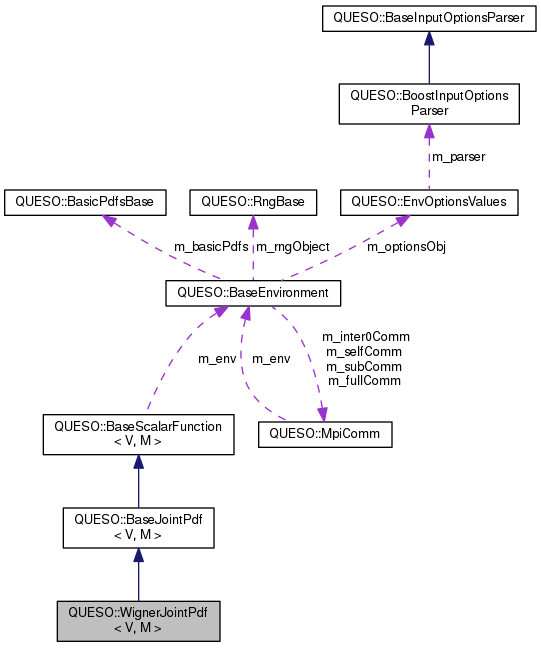 QUESO::BaseInputOptionsParser
QUESO::BoostInputOptions
Parser
m_parser
QUESO::BasicPdfsBase
QUESO::RngBase
QUESO::EnvOptionsValues
m_basicPdfs
m_rngObject
m_optionsObj
QUESO::BaseEnvironment
m_env
m_env
m_inter0Comm
m_selfComm
m_subComm
m_fullComm
QUESO::BaseScalarFunction
< V, M >
QUESO::MpiComm
QUESO::BaseJointPdf
< V, M >
QUESO::WignerJointPdf
< V, M >